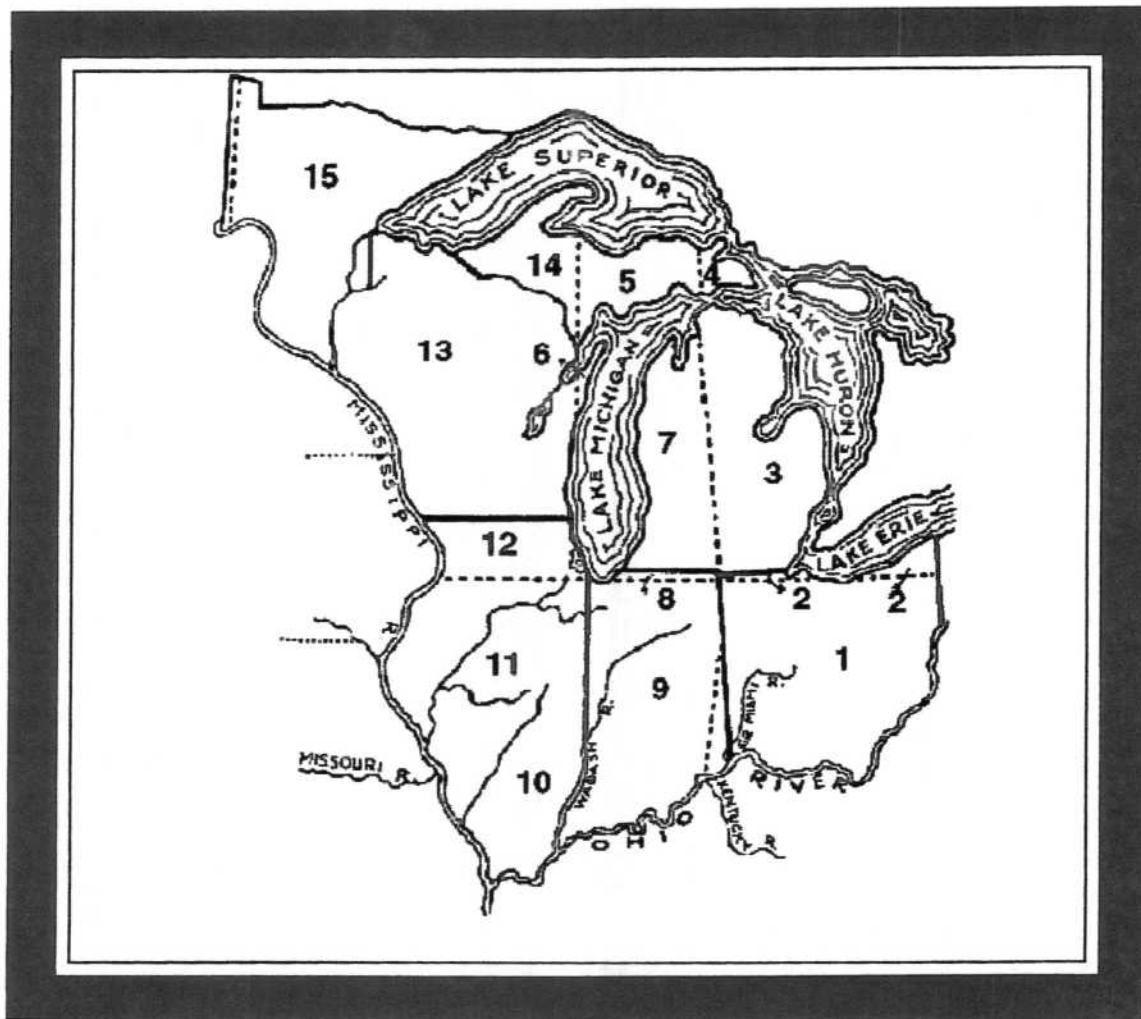 15
LAKE SUPERIOR
14
5
4
LAKE HURON
13
6
LAKE MICHIGAN
7
3
MISSISSIPPI
R.
12
LAKE ERIE
8
2
2
11
9
1
MIAMI R.
MISSOURI R.
10
WABASH R.
OHIO RIVER
KENTUCKY R.